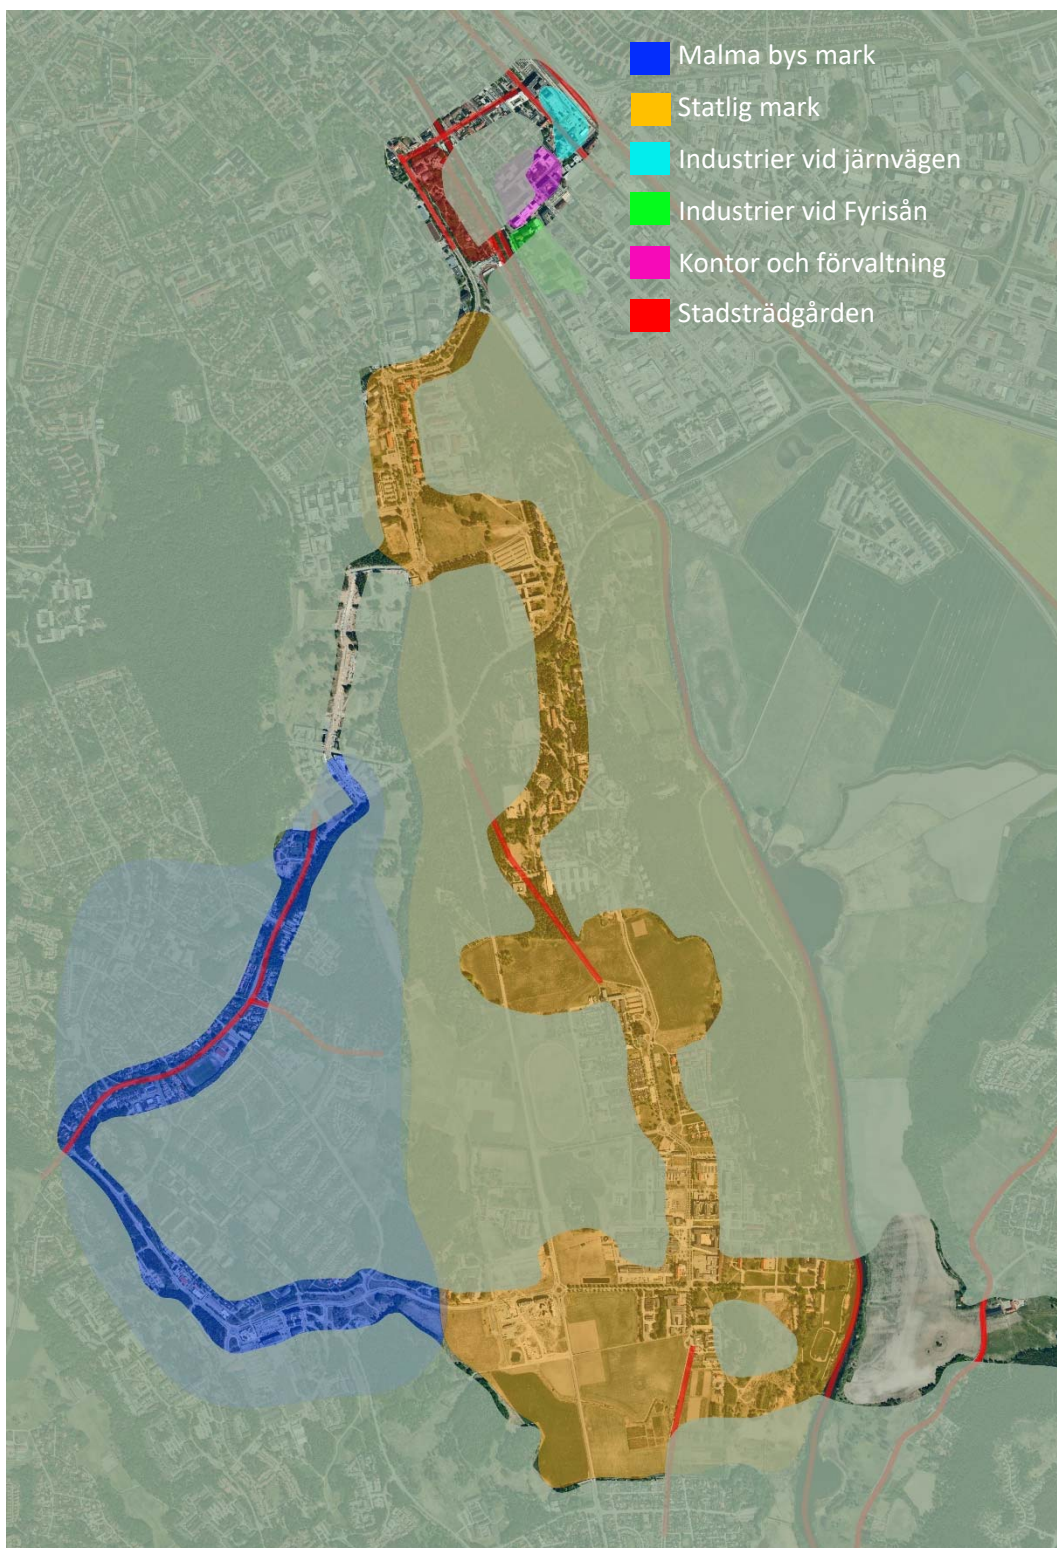 Malma bys mark
Statlig mark
Industrier vid järnvägen
Industrier vid Fyrisån
Kontor och förvaltning
Stadsträdgården